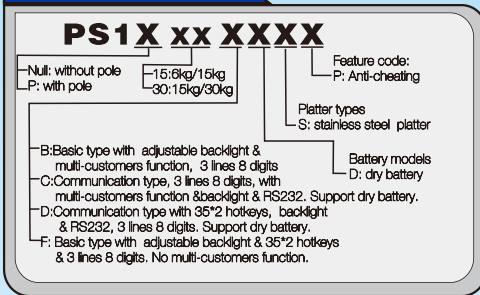 PS1X xx XXXX
Feature code:
P: Anti-cheating
Null: without pole
P: with pole
15:6kg/15kg
30:15kg/30kg
Platter types
S: stainless steel platter
Battery models
D: dry battery
B:Basic type with adjustable backlight &
multi-customers function, 3 lines 8 digits
C:Communication type, 3 lines 8 digits, with
multi-customers function &backlight & RS232. Support dry battery.
D:Communication type with 35*2 hotkeys, backlight
& RS232, 3 lines 8 digits. Support dry battery.
F: Basic type with adjustable backlight & 35*2 hotkeys
& 3 lines 8 digits. No multi-customers function.